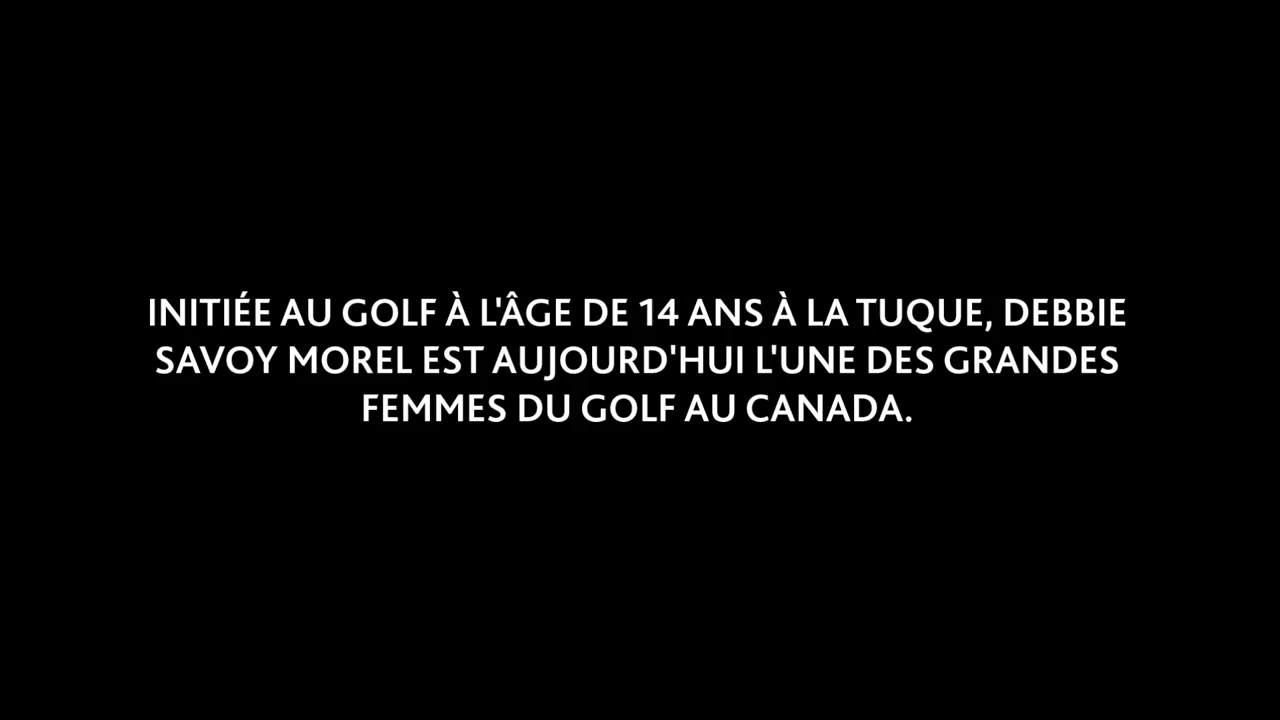 INITIÉE AU GOLF À L'ÂGE DE 14 ANS À LA TUQUE, DEBBIE
SAVOY MOREL EST AUJOURD'HUI L'UNE DES GRANDES
FEMMES DU GOLF AU CANADA.